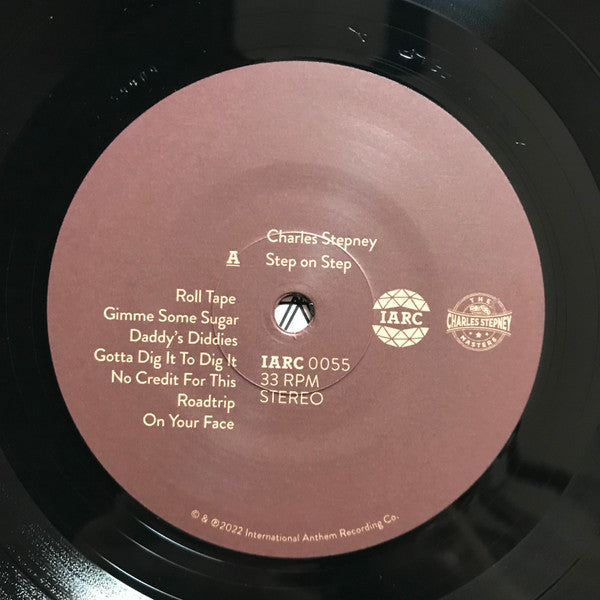 Charles Stepney
A
Step on Step
Roll Tape
Gimme Some Sugar
Daddy's Diddies
Gotta Dig It To Dig It
No Credit For This
Roadtrip
On Your Face
IARC 0055
33 RPM
STEREO
IARC
THE
CHARLES STEPNEY
MASTERS
© & ℗2022 International Anthem Recording Co.